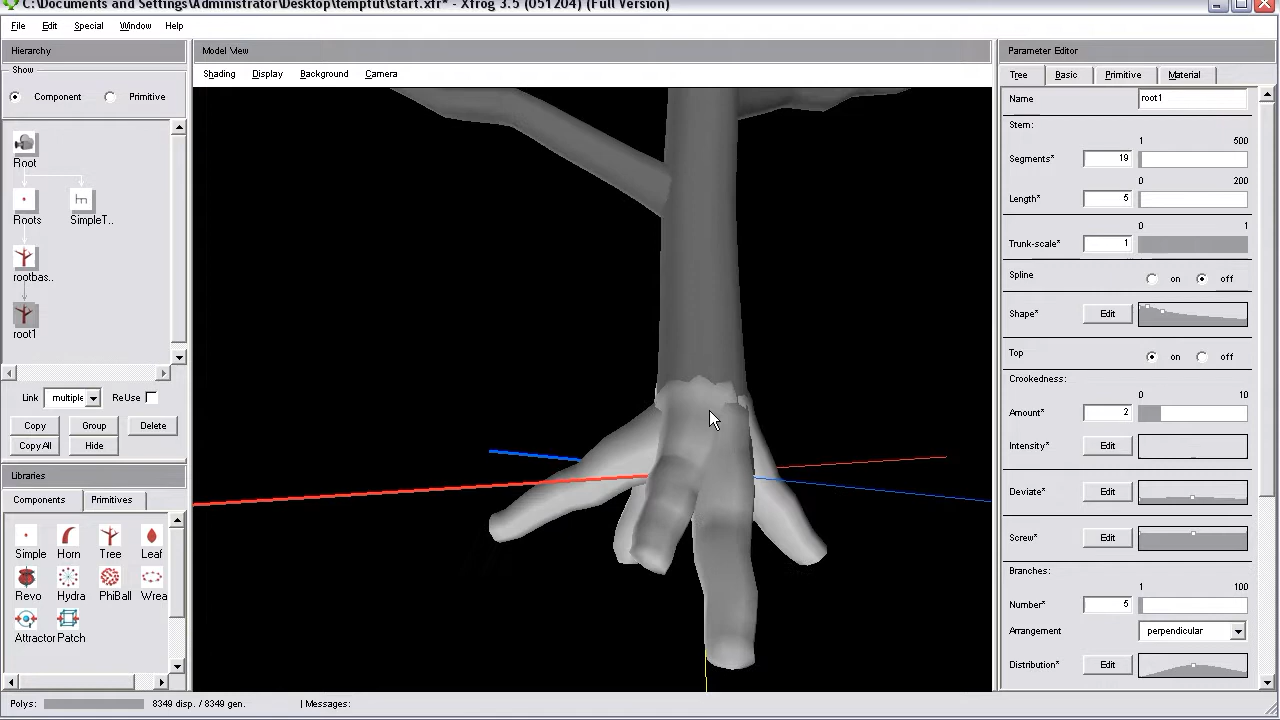 C:\Documents and Settings\Administrator\Desktop\temptut\start.xfr* - Xfrog 3.5 (051204) (Full Version)
File Edit Special Window Help
Hierarchy
Show
Component Primitive
Root
Roots SimpleT..
rootbas..
root1
Link multiple ReUse
Copy Group Delete
Copy All Hide
Libraries
Components Primitives
Simple Horn Tree Leaf
Revo Hydra PhiBall Wrea
Attractor Patch
Model View
Shading Display Background Camera
Parameter Editor
Tree Basic Primitive Material
Name root1
Stem:
1 500
Segments* 19
0 200
Length* 5
0 1
Trunk-scale* 1
Spline on off
Shape* Edit
Top on off
Crookedness:
0 10
Amount* 2
Intensity* Edit
Deviate* Edit
Screw* Edit
Branches:
1 100
Number* 5
Arrangement perpendicular
Distribution* Edit
Polys: 8349 disp. / 8349 gen. | Messages: